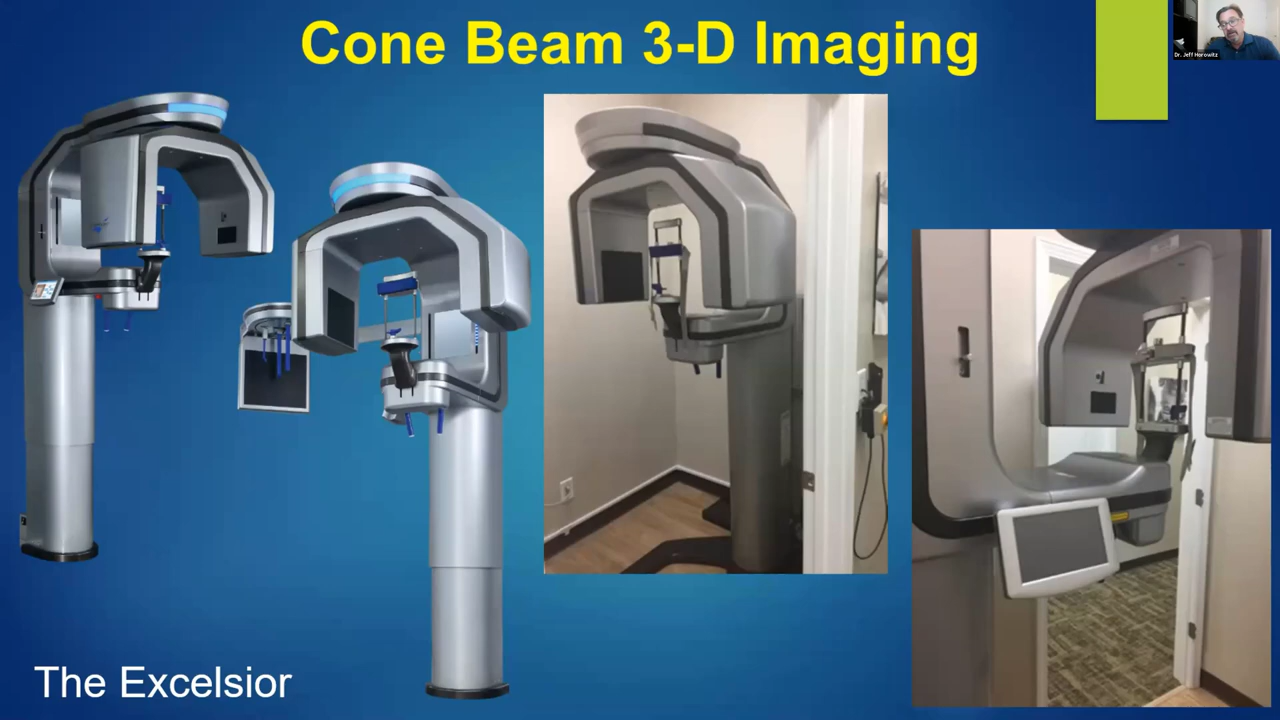 Cone Beam 3-D Imaging
Dr. Jeff Horowitz
The Excelsior